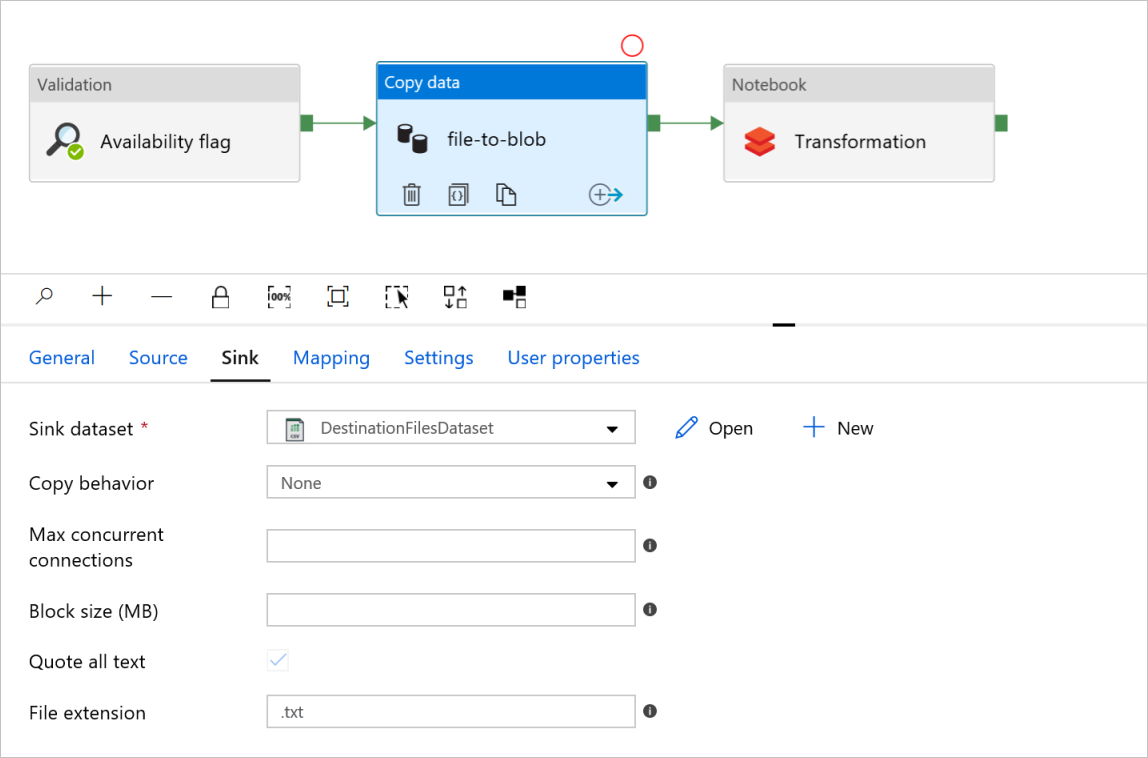 Validation
Availability flag
Copy data
file-to-blob
Notebook
Transformation
100%
General Source Sink Mapping Settings User properties
Sink dataset * CSV DestinationFilesDataset Open New
Copy behavior None
Max concurrent
connections
Block size (MB)
Quote all text
File extension .txt